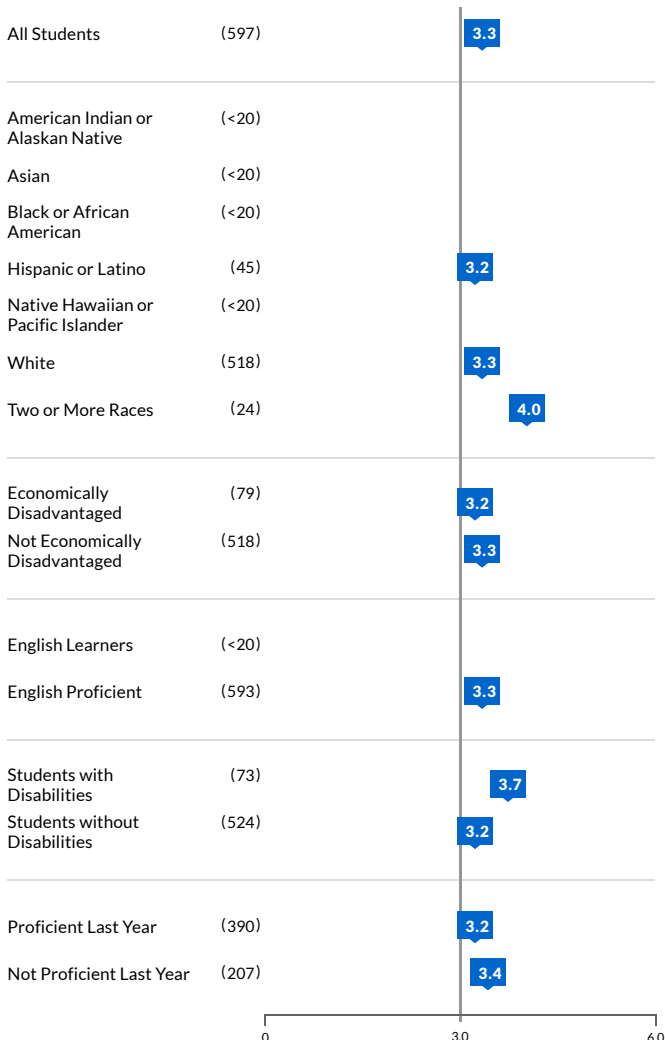 All Students (597) 3.3
American Indian or (<20)
Alaskan Native
Asian (<20)
Black or African (<20)
American
Hispanic or Latino (45) 3.2
Native Hawaiian or (<20)
Pacific Islander
White (518) 3.3
Two or More Races (24) 4.0
Economically (79) 3.2
Disadvantaged
Not Economically (518) 3.3
Disadvantaged
English Learners (<20)
English Proficient (593) 3.3
Students with (73) 3.7
Disabilities
Students without (524) 3.2
Disabilities
Proficient Last Year (390) 3.2
Not Proficient Last Year (207) 3.4
0 3.0 6.0